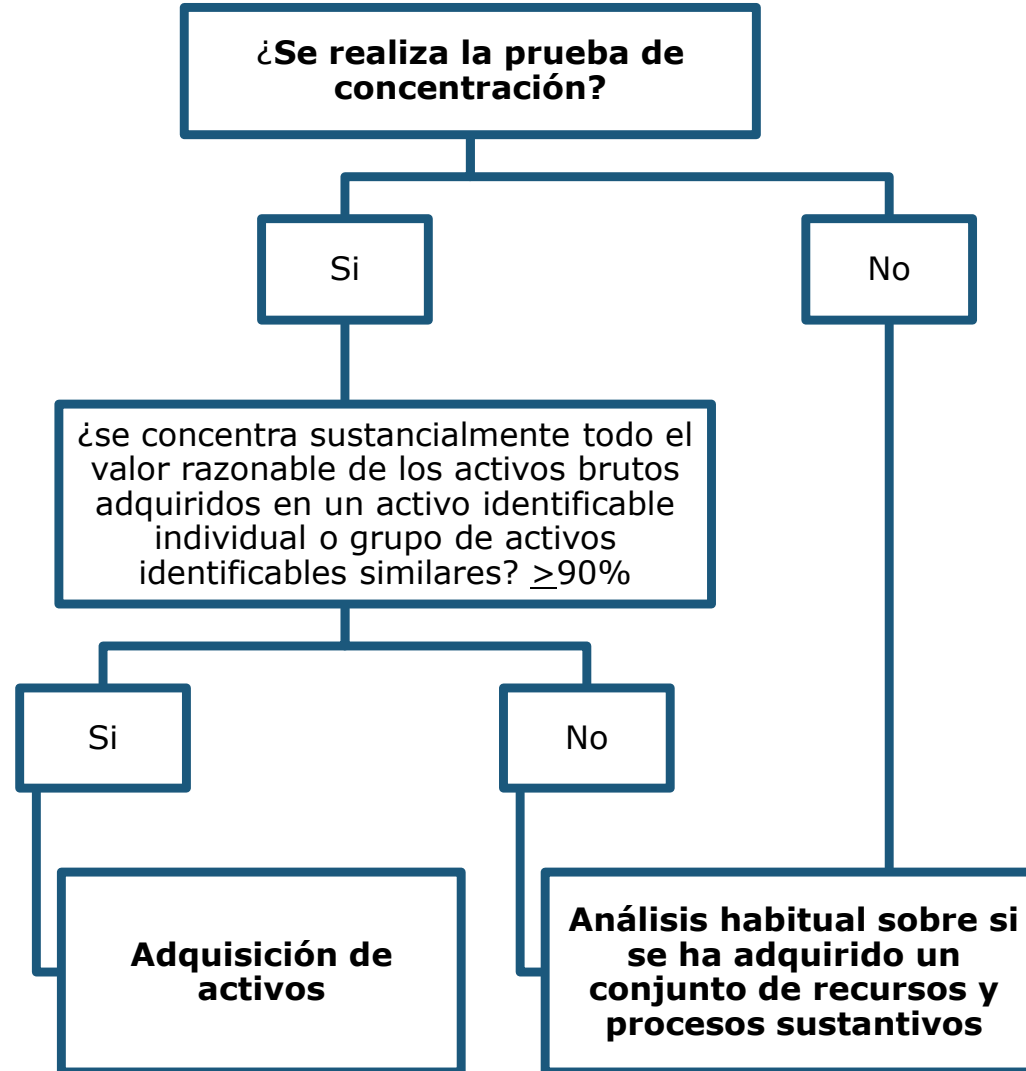 ¿Se realiza la prueba de
concentración?
Si
No
¿se concentra sustancialmente todo el
valor razonable de los activos brutos
adquiridos en un activo identificable
individual o grupo de activos
identificables similares? >90%
Si
No
Adquisición de
activos
Análisis habitual sobre si
se ha adquirido un
conjunto de recursos y
procesos sustantivos